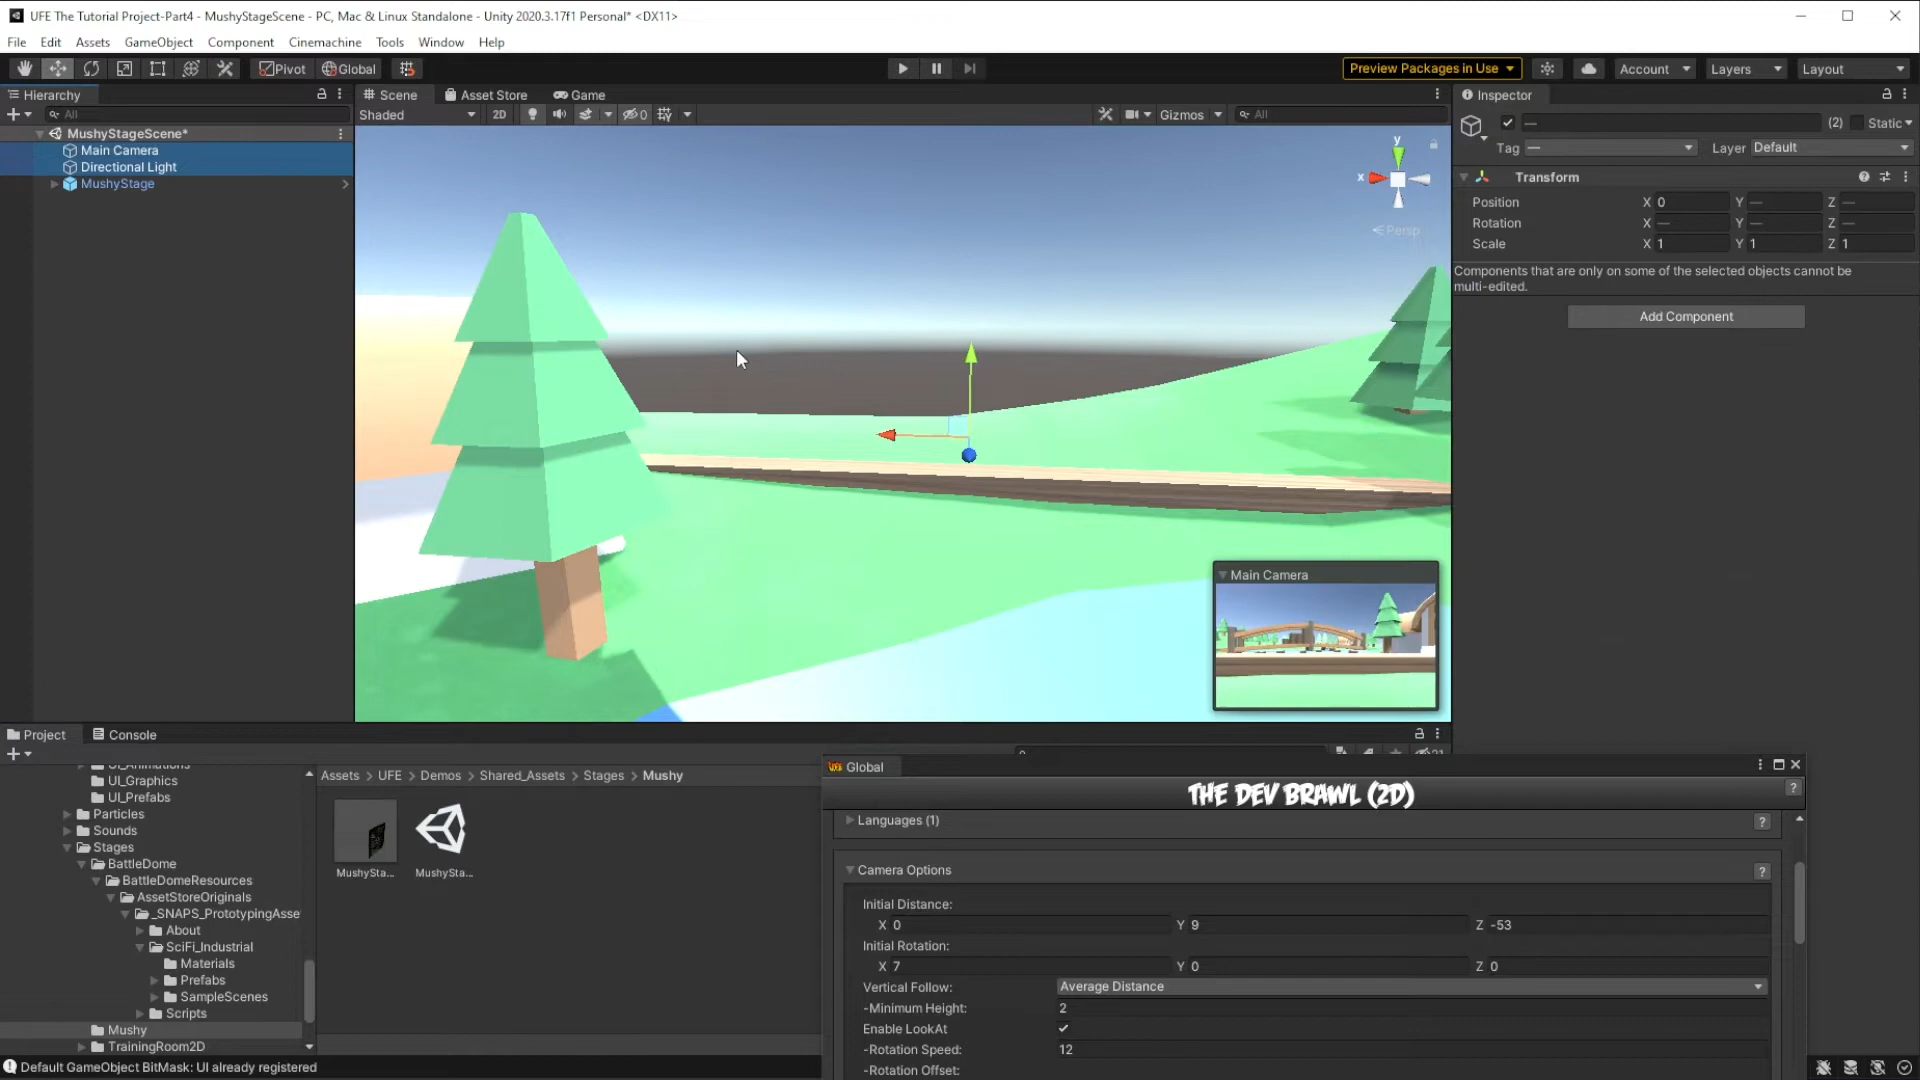 UFE The Tutorial Project-Part4 - MushyStageScene - PC, Mac & Linux Standalone - Unity 2020.3.17f1 Personal* <DX11>
File Edit Assets GameObject Component Cinemachine Tools Window Help
Pivot Global Preview Packages in Use Account Layers Layout
Hierarchy
All
MushyStageScene*
Main Camera
Directional Light
MushyStage
Scene Asset Store Game
Shaded 2D 0 Gizmos All
y
x
Persp
Main Camera
Inspector
— (2) Static
Tag — Layer Default
Transform
Position X 0 Y — Z —
Rotation X — Y — Z —
Scale X 1 Y 1 Z 1
Components that are only on some of the selected objects cannot be
multi-edited.
Add Component
Project Console
UI_Animations
UI_Graphics
UI_Prefabs
Particles
Sounds
Stages
BattleDome
BattleDomeResources
AssetStoreOriginals
_SNAPS_PrototypingAsse
About
SciFi_Industrial
Materials
Prefabs
SampleScenes
Scripts
Mushy
TrainingRoom2D
Assets > UFE > Demos > Shared_Assets > Stages > Mushy
MushySta... MushySta...
Global
THE DEV BRAWL (2D)
Languages (1)
Camera Options
Initial Distance:
X 0 Y 9 Z -53
Initial Rotation:
X 7 Y 0 Z 0
Vertical Follow: Average Distance
-Minimum Height: 2
Enable LookAt
-Rotation Speed: 12
-Rotation Offset:
Default GameObject BitMask: UI already registered